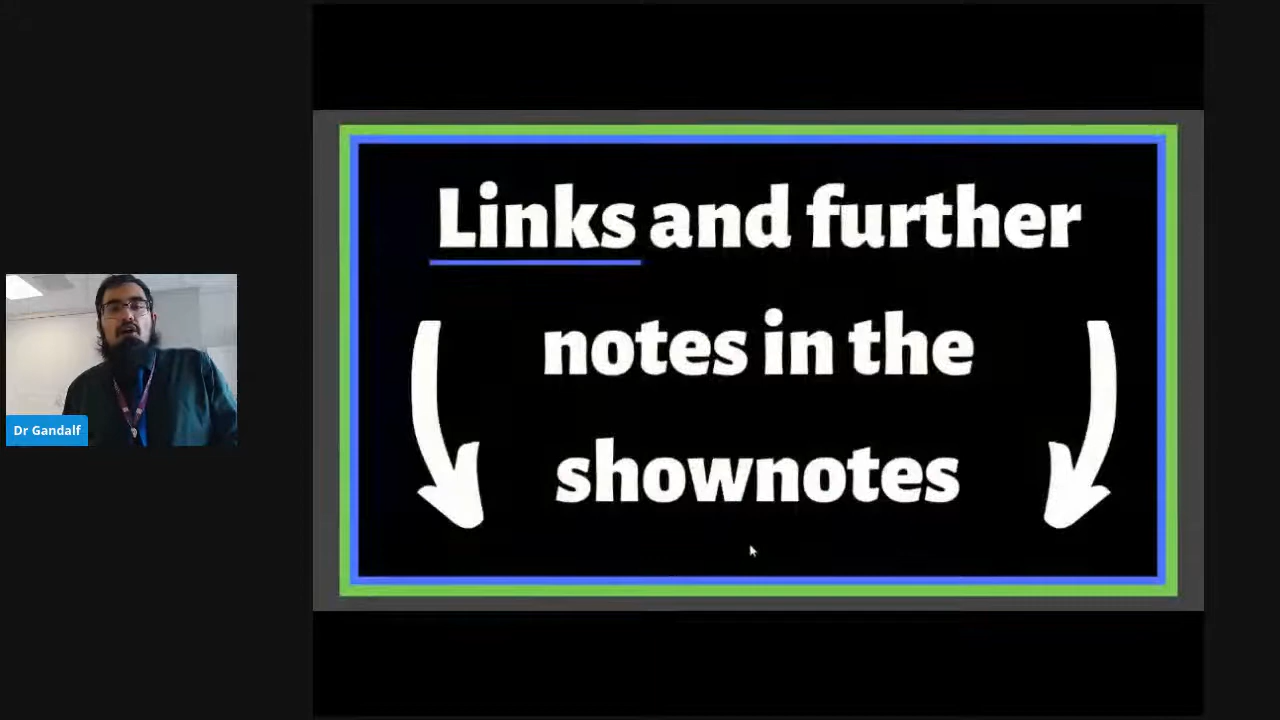 Links and further
notes in the
shownotes
Dr Gandalf